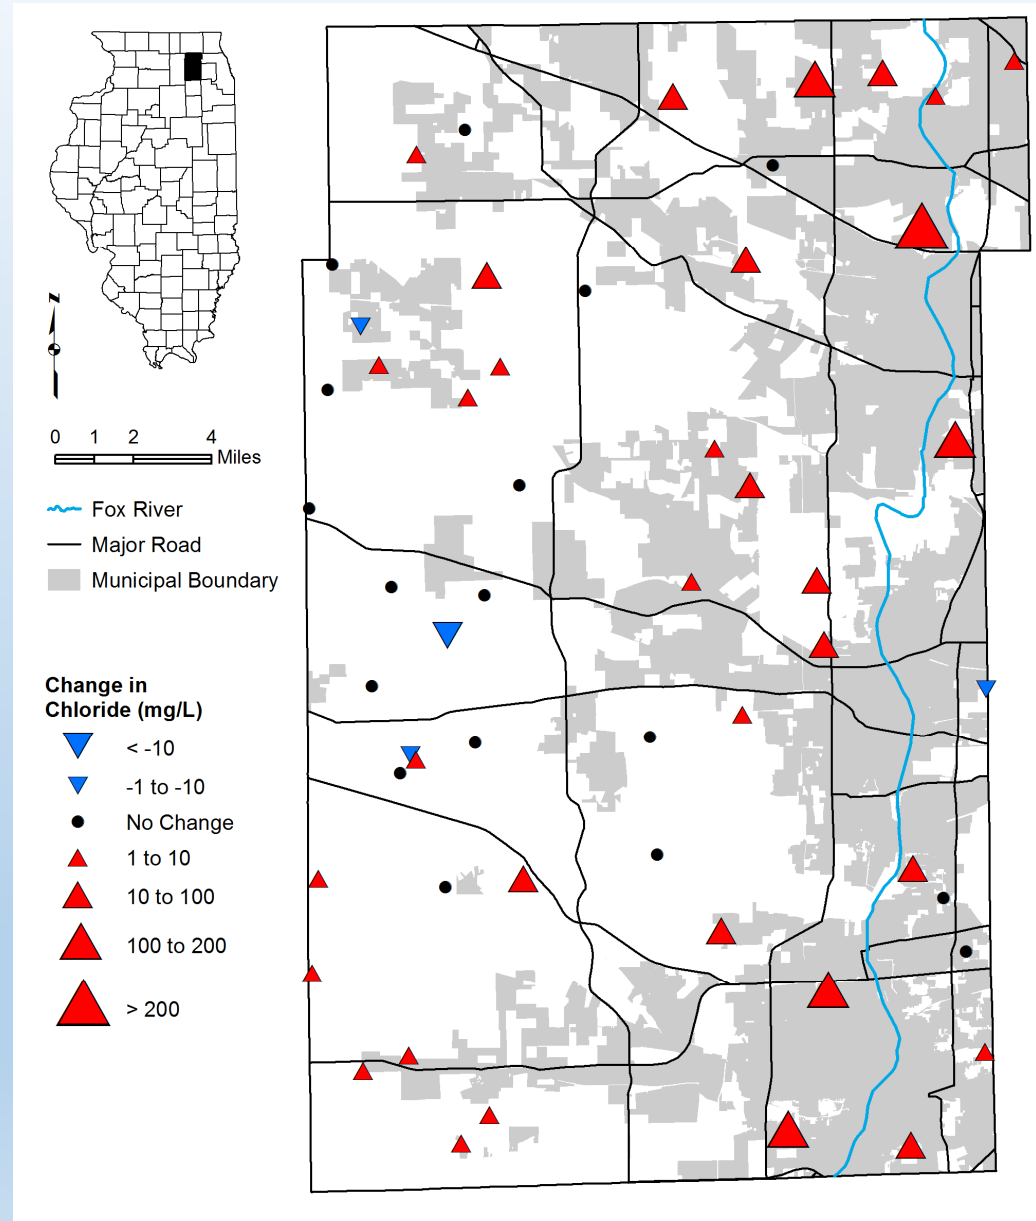 N
0 1 2 4
Miles
Fox River
Major Road
Municipal Boundary
Change in
Chloride (mg/L)
< -10
-1 to -10
No Change
1 to 10
10 to 100
100 to 200
> 200